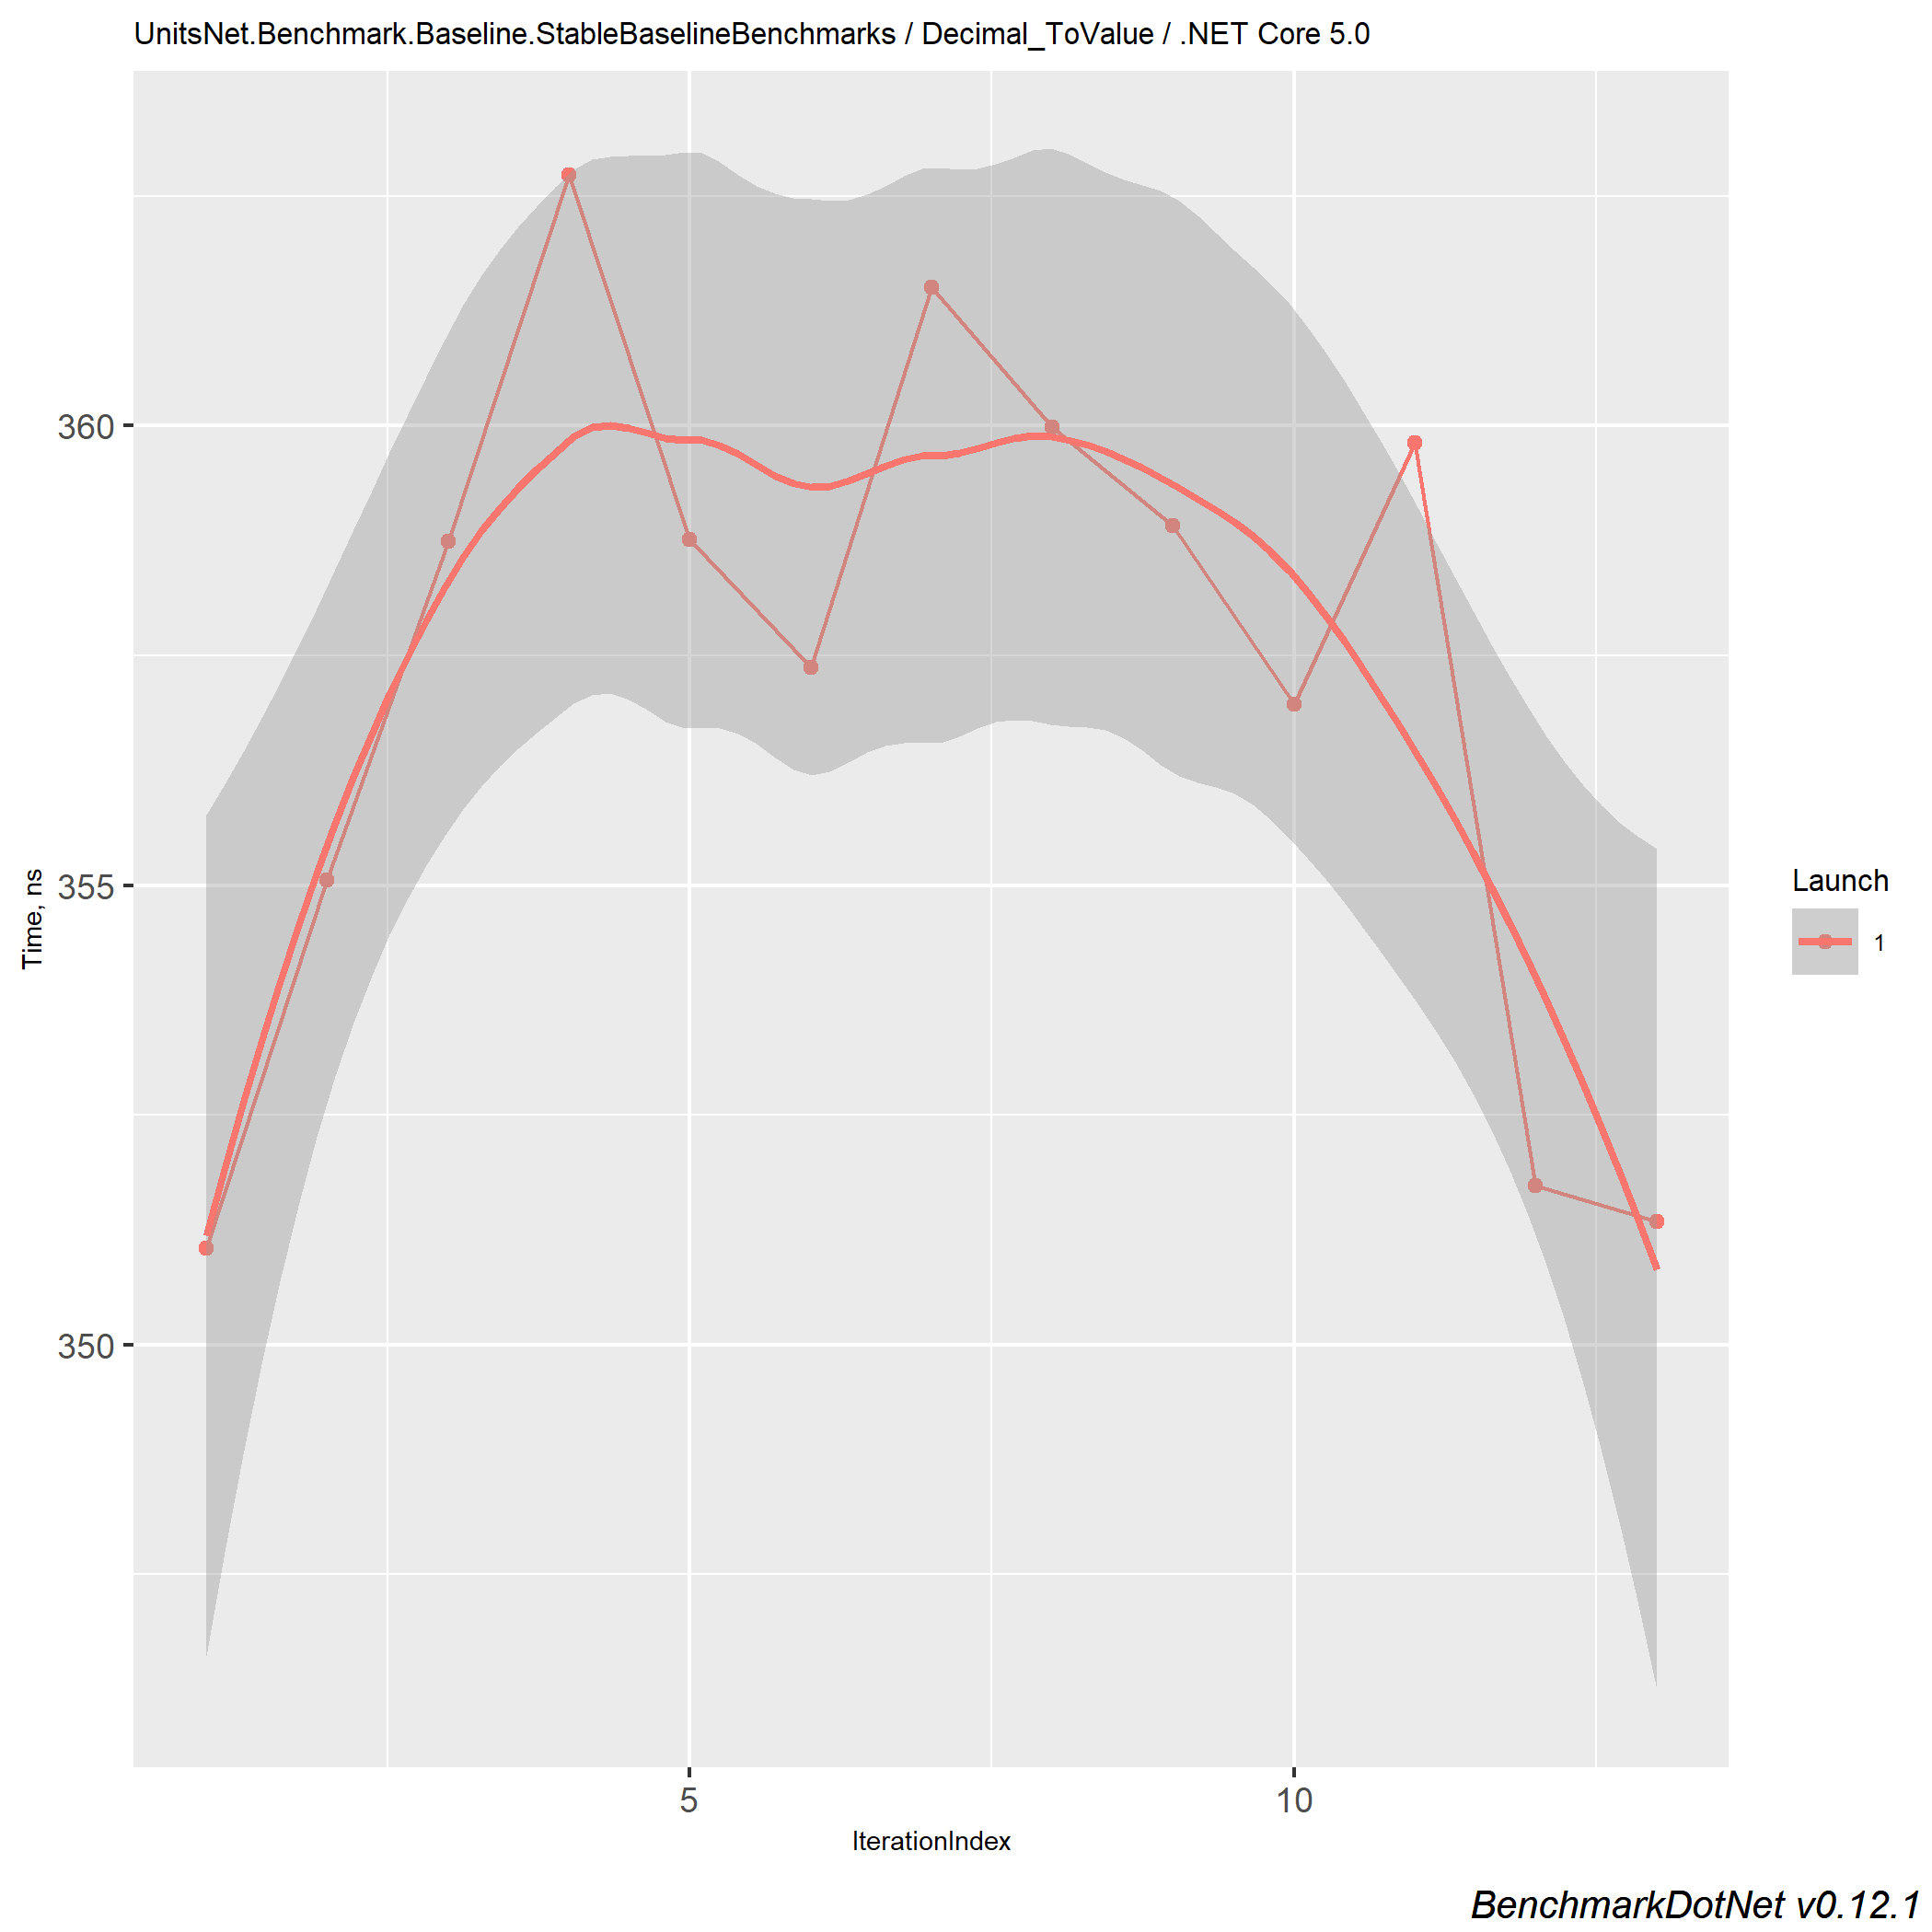 UnitsNet.Benchmark.Baseline.StableBaselineBenchmarks / Decimal_ToValue / .NET Core 5.0
360
355
350
Time, ns
5
10
IterationIndex
Launch
1
BenchmarkDotNet v0.12.1